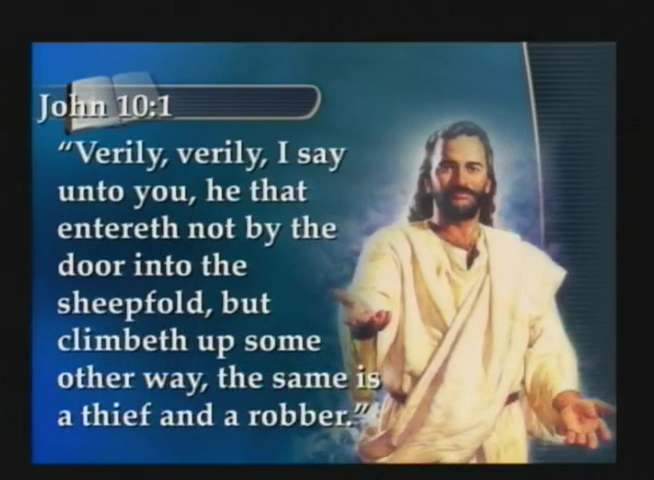 John 10:1
“Verily, verily, I say
unto you, he that
entereth not by the
door into the
sheepfold, but
climbeth up some
other way, the same is
a thief and a robber.”